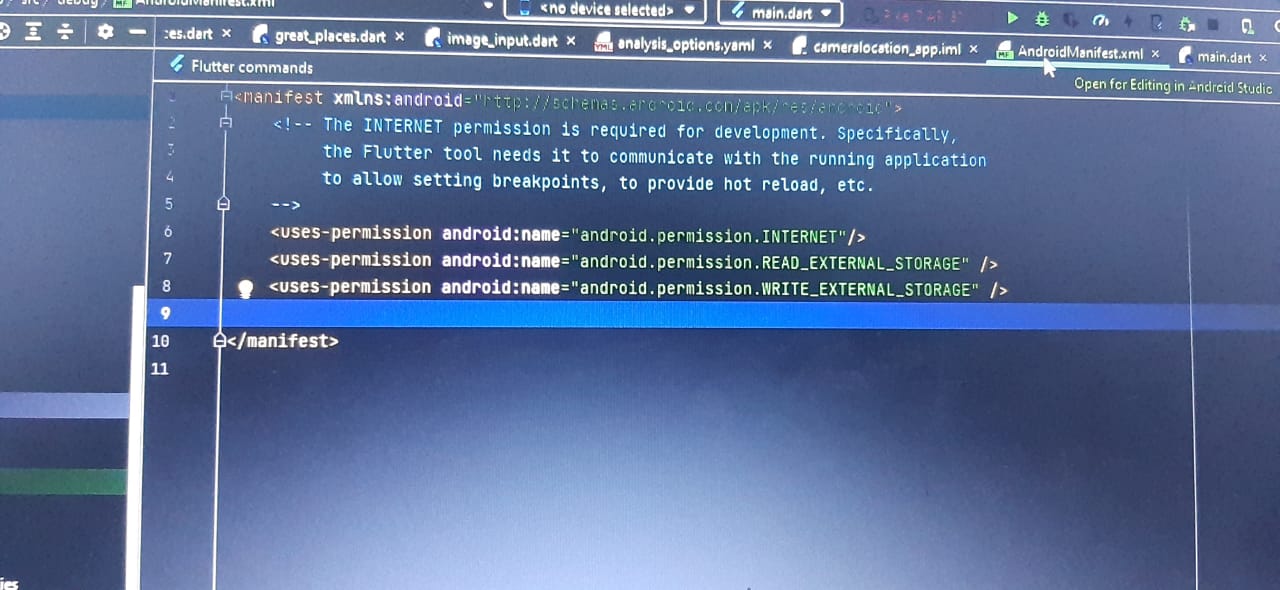 src / debug / AndroidManifest.xml
<no device selected> main.dart
:es.dart great_places.dart image_input.dart analysis_options.yaml cameralocation_app.iml AndroidManifest.xml main.dart
Flutter commands
Open for Editing in Android Studio
1 <manifest xmlns:android="http://schemas.android.com/apk/res/android">
2 <!-- The INTERNET permission is required for development. Specifically,
3 the Flutter tool needs it to communicate with the running application
4 to allow setting breakpoints, to provide hot reload, etc.
5 -->
6 <uses-permission android:name="android.permission.INTERNET"/>
7 <uses-permission android:name="android.permission.READ_EXTERNAL_STORAGE" />
8 <uses-permission android:name="android.permission.WRITE_EXTERNAL_STORAGE" />
9
10 </manifest>
11
ies